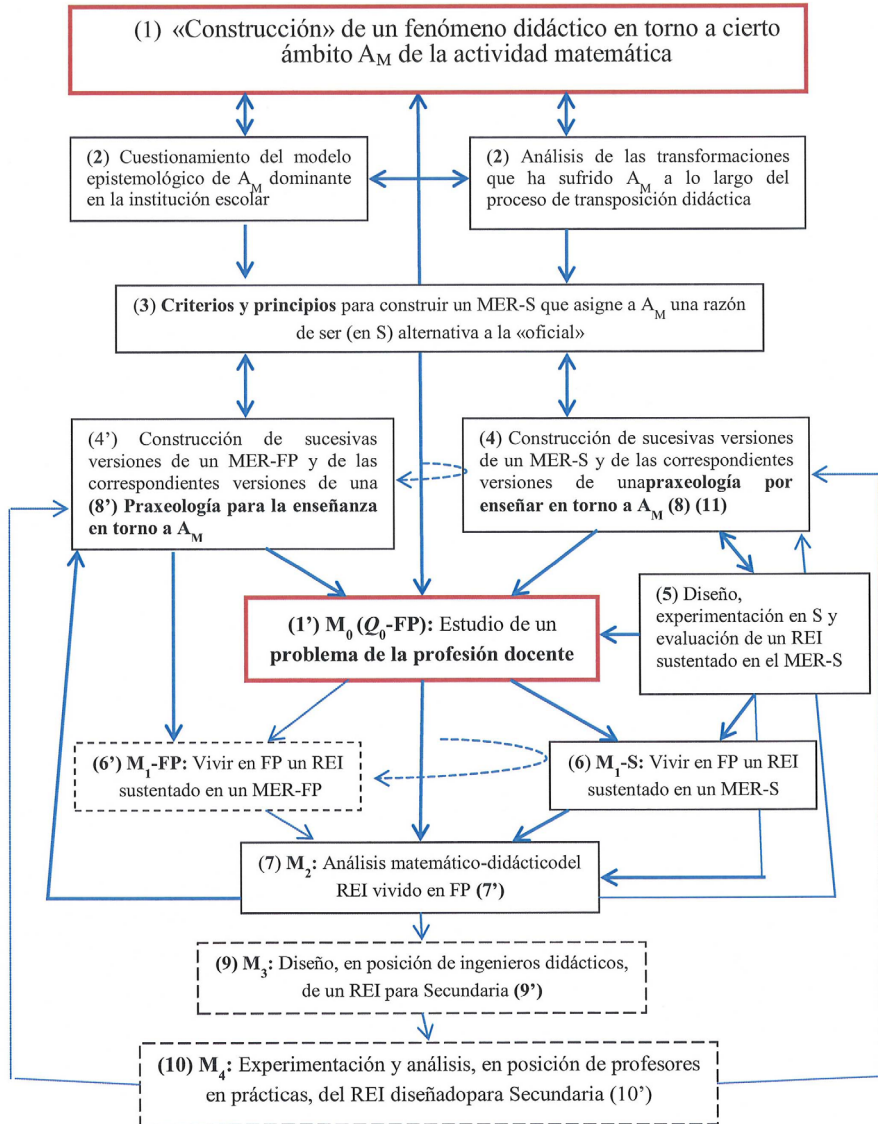 (1) «Construcción» de un fenómeno didáctico en torno a cierto
ámbito A_M de la actividad matemática
(2) Cuestionamiento del modelo
epistemológico de A_M dominante
en la institución escolar
(2) Análisis de las transformaciones
que ha sufrido A_M a lo largo del
proceso de transposición didáctica
(3) Criterios y principios para construir un MER-S que asigne a A_M una razón
de ser (en S) alternativa a la «oficial»
(4’) Construcción de sucesivas
versiones de un MER-FP y de las
correspondientes versiones de una
(8’) Praxeología para la enseñanza
en torno a A_M
(4) Construcción de sucesivas versiones
de un MER-S y de las correspondientes
versiones de unapraxeología por
enseñar en torno a A_M (8) (11)
(5) Diseño,
experimentación en S y
evaluación de un REI
sustentado en el MER-S
(1’) M_0 (Q_0-FP): Estudio de un
problema de la profesión docente
(6’) M_1-FP: Vivir en FP un REI
sustentado en un MER-FP
(6) M_1-S: Vivir en FP un REI
sustentado en un MER-S
(7) M_2: Análisis matemático-didácticodel
REI vivido en FP (7’)
(9) M_3: Diseño, en posición de ingenieros didácticos,
de un REI para Secundaria (9’)
(10) M_4: Experimentación y análisis, en posición de profesores
en prácticas, del REI diseñadopara Secundaria (10’)